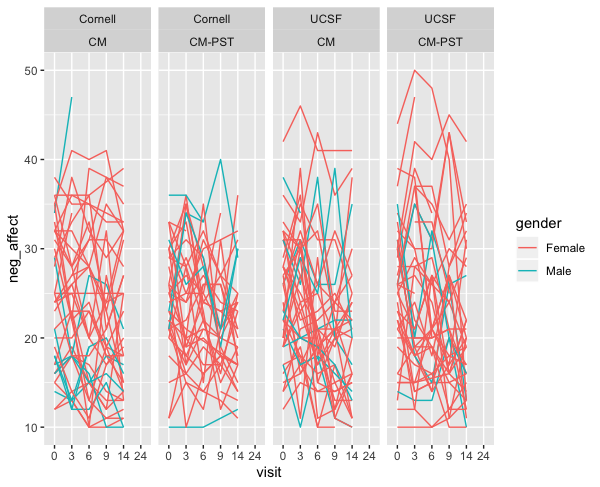 Cornell Cornell UCSF UCSF
CM CM-PST CM CM-PST
50
40
30
20
10
neg_affect
0 3 6 9 14 24 0 3 6 9 14 24 0 3 6 9 14 24 0 3 6 9 14 24
visit
gender
Female
Male